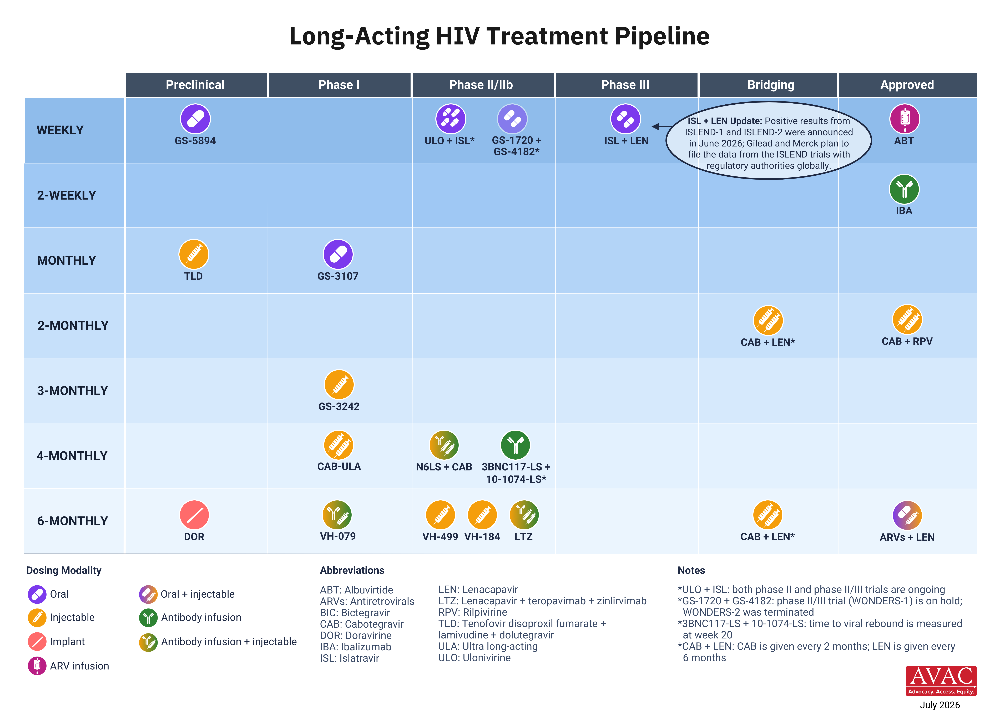 Long-Acting HIV Treatment Pipeline
Preclinical
Phase I
Phase II/IIb
Phase III
Bridging
Approved
WEEKLY
GS-5894
ULO + ISL*
GS-1720 +
GS-4182*
ISL + LEN
ISL + LEN Update: Positive results from
ISLEND-1 and ISLEND-2 were announced
in June 2026; Gilead and Merck plan to
file the data from the ISLEND trials with
regulatory authorities globally.
ABT
2-WEEKLY
IBA
MONTHLY
TLD
GS-3107
2-MONTHLY
CAB + LEN*
CAB + RPV
3-MONTHLY
GS-3242
4-MONTHLY
CAB-ULA
N6LS + CAB
3BNC117-LS +
10-1074-LS*
6-MONTHLY
DOR
VH-079
VH-499
VH-184
LTZ
CAB + LEN*
ARVs + LEN
Dosing Modality
Oral
Injectable
Implant
ARV infusion
Oral + injectable
Antibody infusion
Antibody infusion + injectable
Abbreviations
ABT: Albuvirtide
ARVs: Antiretrovirals
BIC: Bictegravir
CAB: Cabotegravir
DOR: Doravirine
IBA: Ibalizumab
ISL: Islatravir
LEN: Lenacapavir
LTZ: Lenacapavir + teropavimab + zinlirvimab
RPV: Rilpivirine
TLD: Tenofovir disoproxil fumarate +
lamivudine + dolutegravir
ULA: Ultra long-acting
ULO: Ulonivirine
Notes
*ULO + ISL: both phase II and phase II/III trials are ongoing
*GS-1720 + GS-4182: phase II/III trial (WONDERS-1) is on hold;
WONDERS-2 was terminated
*3BNC117-LS + 10-1074-LS: time to viral rebound is measured
at week 20
*CAB + LEN: CAB is given every 2 months; LEN is given every
6 months
AVAC
Advocacy. Access. Equity.
July 2026